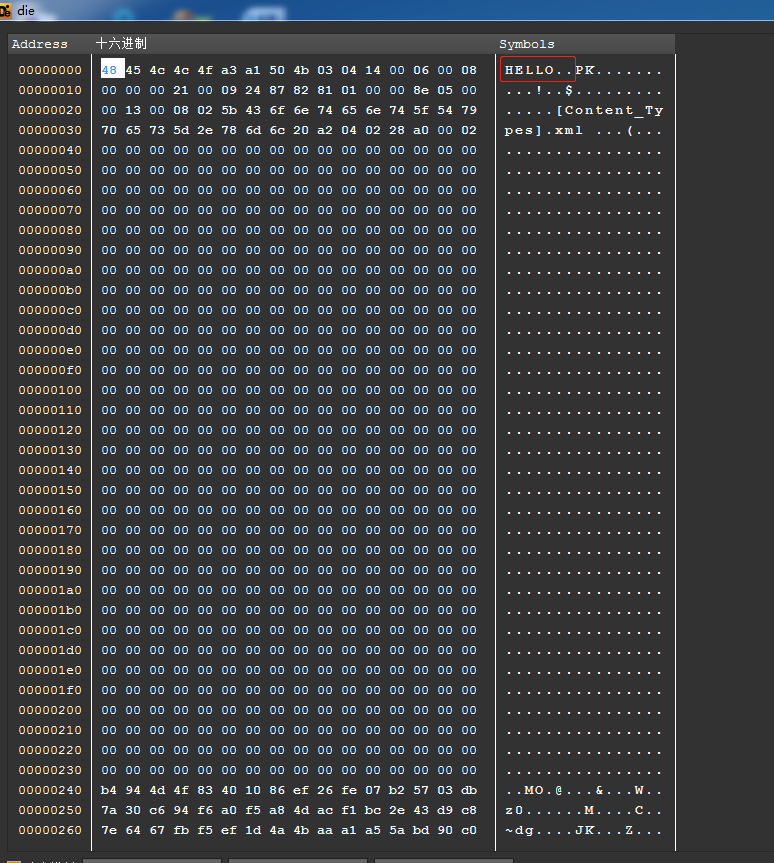 die
Address 十六进制 Symbols
00000000 48 45 4c 4c 4f a3 a1 50 4b 03 04 14 00 06 00 08 HELLO..PK.......
00000010 00 00 00 21 00 09 24 87 82 81 01 00 00 8e 05 00 ...!..$.........
00000020 00 13 00 08 02 5b 43 6f 6e 74 65 6e 74 5f 54 79 .....[Content_Ty
00000030 70 65 73 5d 2e 78 6d 6c 20 a2 04 02 28 a0 00 02 pes].xml ...(...
00000040 00 00 00 00 00 00 00 00 00 00 00 00 00 00 00 00 ................
00000050 00 00 00 00 00 00 00 00 00 00 00 00 00 00 00 00 ................
00000060 00 00 00 00 00 00 00 00 00 00 00 00 00 00 00 00 ................
00000070 00 00 00 00 00 00 00 00 00 00 00 00 00 00 00 00 ................
00000080 00 00 00 00 00 00 00 00 00 00 00 00 00 00 00 00 ................
00000090 00 00 00 00 00 00 00 00 00 00 00 00 00 00 00 00 ................
000000a0 00 00 00 00 00 00 00 00 00 00 00 00 00 00 00 00 ................
000000b0 00 00 00 00 00 00 00 00 00 00 00 00 00 00 00 00 ................
000000c0 00 00 00 00 00 00 00 00 00 00 00 00 00 00 00 00 ................
000000d0 00 00 00 00 00 00 00 00 00 00 00 00 00 00 00 00 ................
000000e0 00 00 00 00 00 00 00 00 00 00 00 00 00 00 00 00 ................
000000f0 00 00 00 00 00 00 00 00 00 00 00 00 00 00 00 00 ................
00000100 00 00 00 00 00 00 00 00 00 00 00 00 00 00 00 00 ................
00000110 00 00 00 00 00 00 00 00 00 00 00 00 00 00 00 00 ................
00000120 00 00 00 00 00 00 00 00 00 00 00 00 00 00 00 00 ................
00000130 00 00 00 00 00 00 00 00 00 00 00 00 00 00 00 00 ................
00000140 00 00 00 00 00 00 00 00 00 00 00 00 00 00 00 00 ................
00000150 00 00 00 00 00 00 00 00 00 00 00 00 00 00 00 00 ................
00000160 00 00 00 00 00 00 00 00 00 00 00 00 00 00 00 00 ................
00000170 00 00 00 00 00 00 00 00 00 00 00 00 00 00 00 00 ................
00000180 00 00 00 00 00 00 00 00 00 00 00 00 00 00 00 00 ................
00000190 00 00 00 00 00 00 00 00 00 00 00 00 00 00 00 00 ................
000001a0 00 00 00 00 00 00 00 00 00 00 00 00 00 00 00 00 ................
000001b0 00 00 00 00 00 00 00 00 00 00 00 00 00 00 00 00 ................
000001c0 00 00 00 00 00 00 00 00 00 00 00 00 00 00 00 00 ................
000001d0 00 00 00 00 00 00 00 00 00 00 00 00 00 00 00 00 ................
000001e0 00 00 00 00 00 00 00 00 00 00 00 00 00 00 00 00 ................
000001f0 00 00 00 00 00 00 00 00 00 00 00 00 00 00 00 00 ................
00000200 00 00 00 00 00 00 00 00 00 00 00 00 00 00 00 00 ................
00000210 00 00 00 00 00 00 00 00 00 00 00 00 00 00 00 00 ................
00000220 00 00 00 00 00 00 00 00 00 00 00 00 00 00 00 00 ................
00000230 00 00 00 00 00 00 00 00 00 00 00 00 00 00 00 00 ................
00000240 b4 94 4d 4f 83 40 10 86 ef 26 fe 07 b2 57 03 db ..MO.@...&...W..
00000250 7a 30 c6 94 f6 a0 f5 a8 4d ac f1 bc 2e 43 d9 c8 z0......M....C..
00000260 7e 64 67 fb f5 ef 1d 4a 4b aa a1 a5 5a bd 90 c0 ~dg....JK...Z...